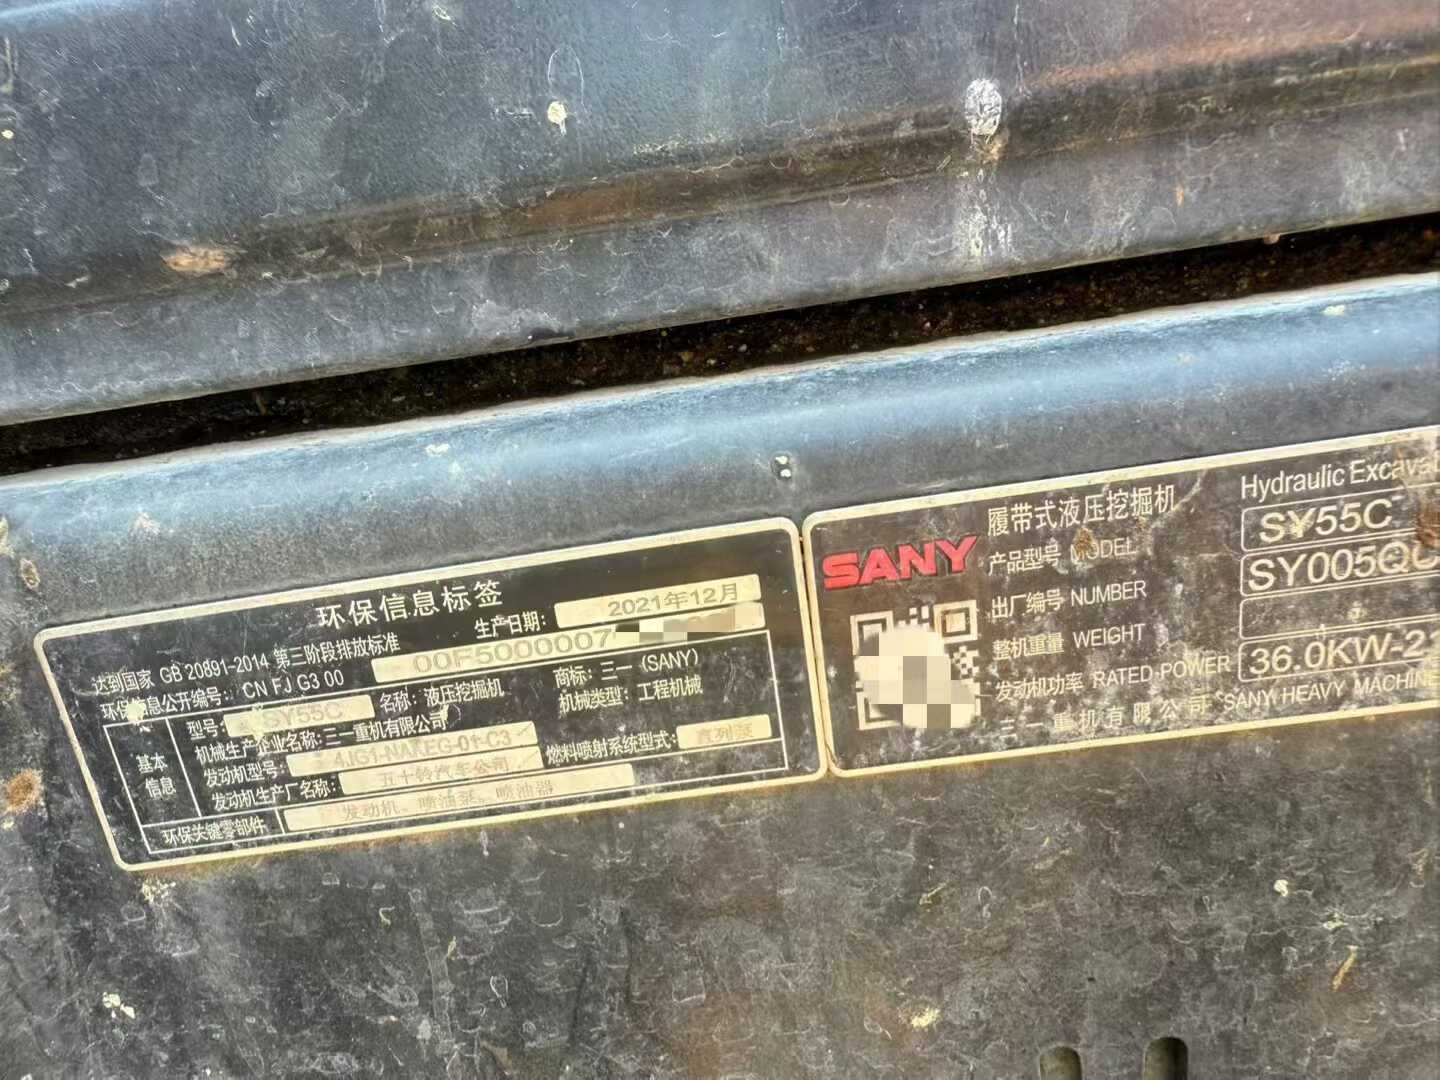 环保信息标签
达到国家 GB 20891-2014 第三阶段排放标准
生产日期: 2021年12月
环保信息公开编号: CN FJ G3 00 00F5000007
基本信息
型号: SY55C 名称: 液压挖掘机 商标: 三一 (SANY)
机械生产企业名称: 三一重机有限公司 机械类型: 工程机械
发动机型号: 4JG1-NAKEG-01-C3 燃料喷射系统型式: 直列泵
发动机生产厂名称: 五十铃汽车公司
环保关键零部件 发动机、喷油泵、喷油器
SANY
履带式液压挖掘机 Hydraulic
产品型号 MODEL SY55C
出厂编号 NUMBER SY005Q
整机重量 WEIGHT
发动机功率 RATED POWER 36.0KW-2
三一重机有限公司 SANY HEAVY